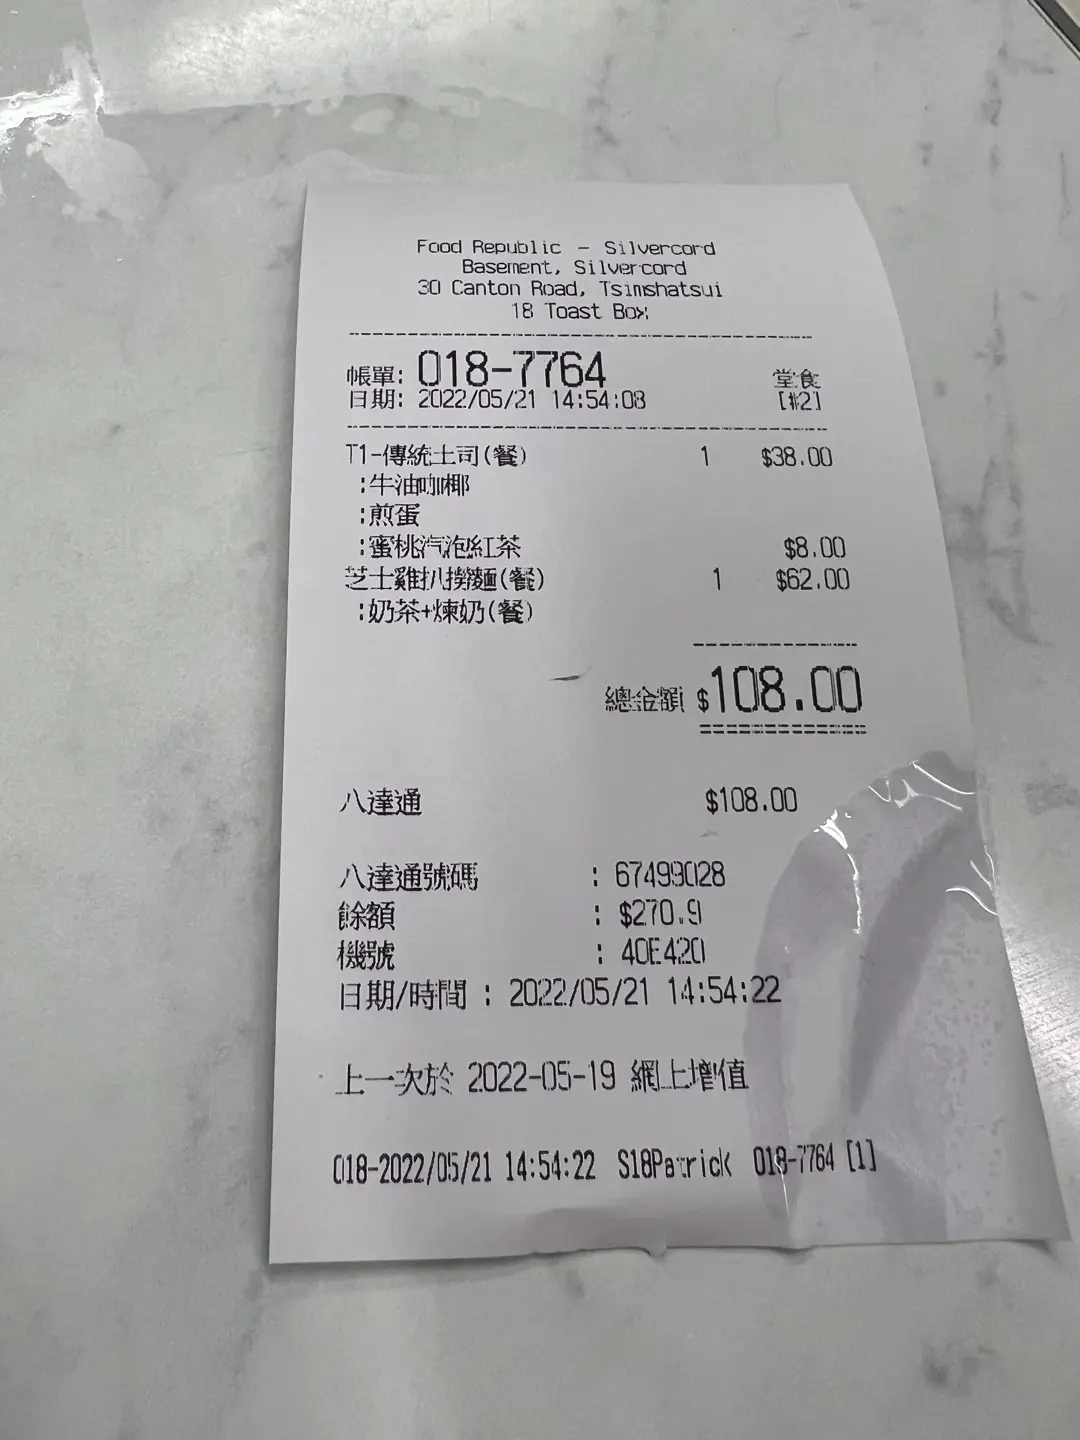 Food Republic - Silvercord
Basement, Silvercord
30 Canton Road, Tsimshatsui
18 Toast Box
帳單: 018-7764 堂食
日期: 2022/05/21 14:54:08 [#2]
T1-傳統土司(餐) 1 $38.00
:牛油咖椰
:煎蛋
:蜜桃汽泡紅茶 $8.00
芝士雞扒撈麵(餐) 1 $62.00
:奶茶+煉奶(餐)
總金額 $108.00
八達通 $108.00
八達通號碼 : 67499028
餘額 : $270.9
機號 : 40E420
日期/時間 : 2022/05/21 14:54:22
上一次於 2022-05-19 網上增值
018-2022/05/21 14:54:22 S18Patrick 018-7764 [1]